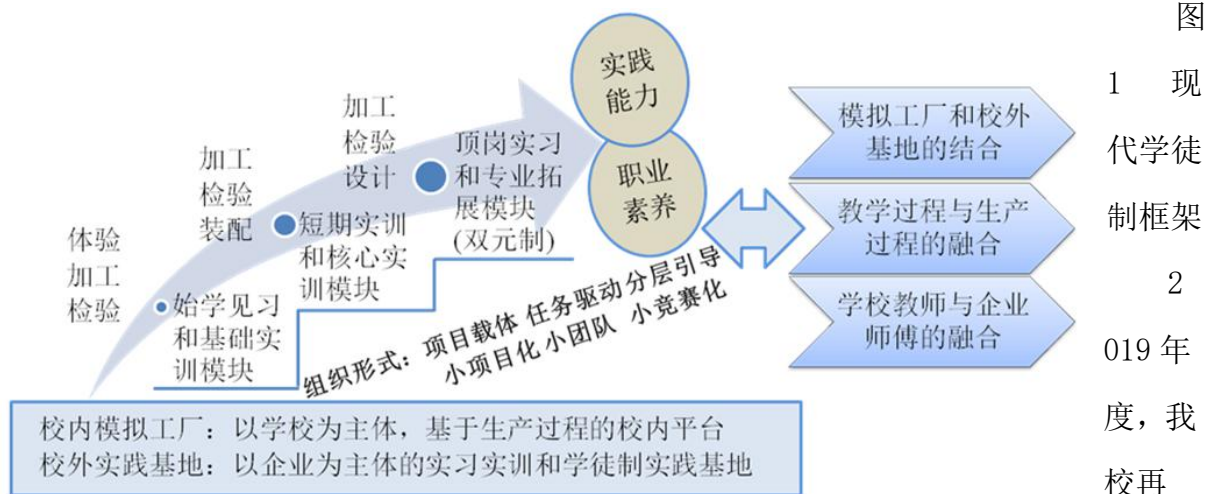 实践
能力
职业
素养
加工
检验
设计
顶岗实习
和专业拓
展模块
(双元制)
加工
检验
装配
短期实训
和核心实
训模块
体验
加工
检验
始学见习
和基础实
训模块
组织形式：项目载体 任务驱动 分层引导
小项目化 小团队 小竞赛化
模拟工厂和校外
基地的结合
教学过程与生产
过程的融合
学校教师与企业
师傅的融合
校内模拟工厂：以学校为主体，基于生产过程的校内平台
校外实践基地：以企业为主体的实习实训和学徒制实践基地
图
1 现
代学徒
制框架
2
019 年
度，我
校再